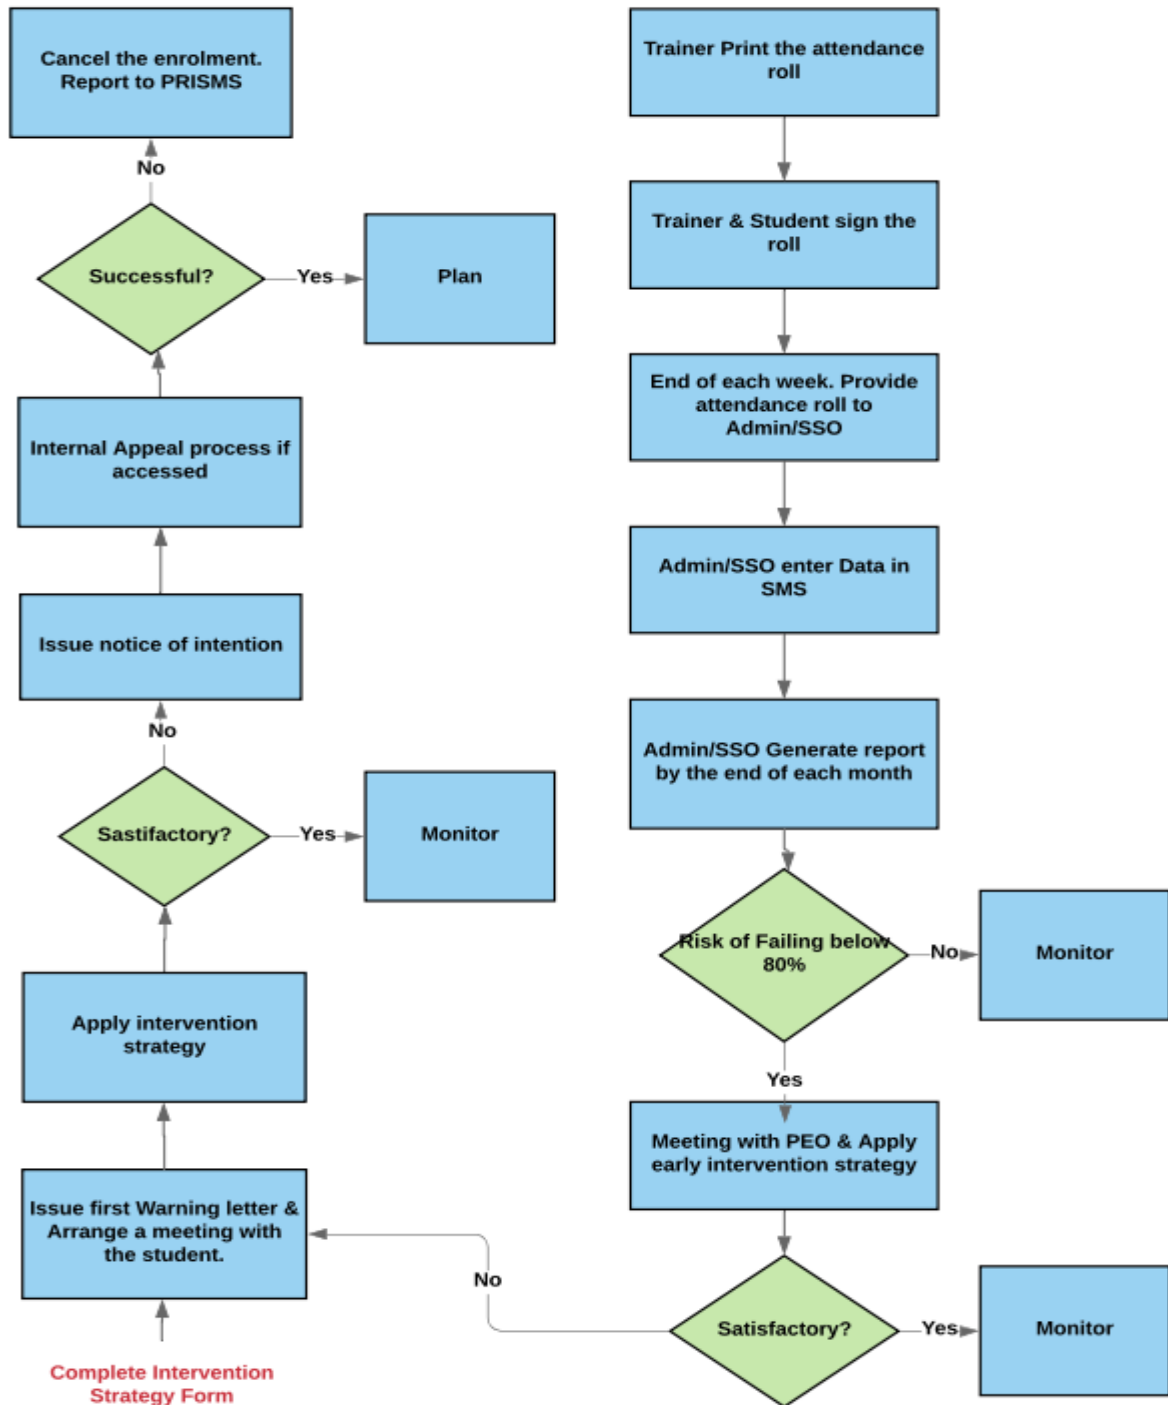 Trainer Print the attendance
roll
Trainer & Student sign the
roll
End of each week. Provide
attendance roll to
Admin/SSO
Admin/SSO enter Data in
SMS
Admin/SSO Generate report
by the end of each month
Risk of Failing below
80%
No
Monitor
Yes
Meeting with PEO & Apply
early intervention strategy
Satisfactory?
Yes
Monitor
No
Issue first Warning letter &
Arrange a meeting with
the student.
Complete Intervention
Strategy Form
Apply intervention
strategy
Sastifactory?
Yes
Monitor
No
Issue notice of intention
Internal Appeal process if
accessed
Successful?
Yes
Plan
No
Cancel the enrolment.
Report to PRISMS